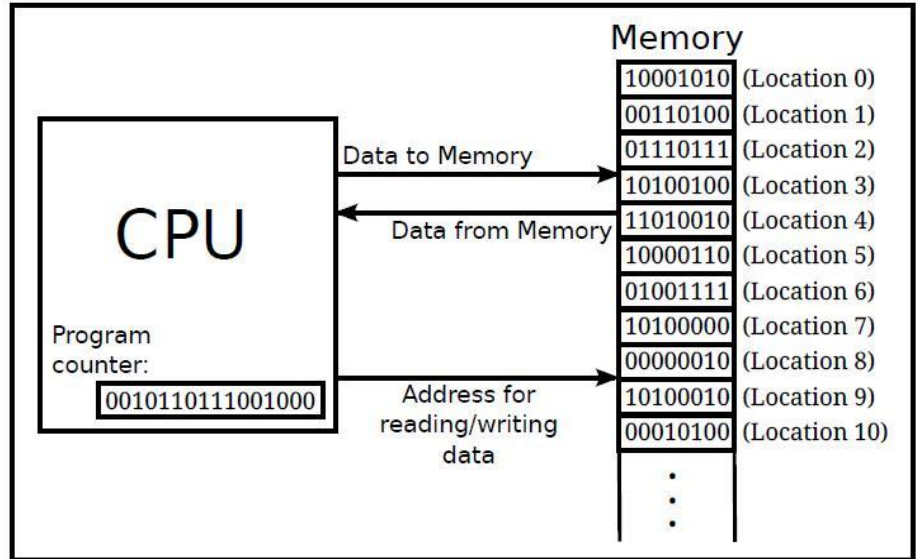 Memory
10001010 (Location 0)
00110100 (Location 1)
01110111 (Location 2)
10100100 (Location 3)
11010010 (Location 4)
10000110 (Location 5)
01001111 (Location 6)
10100000 (Location 7)
00000010 (Location 8)
10100010 (Location 9)
00010100 (Location 10)
Data to Memory
Data from Memory
CPU
Program
counter:
0010110111001000
Address for
reading/writing
data